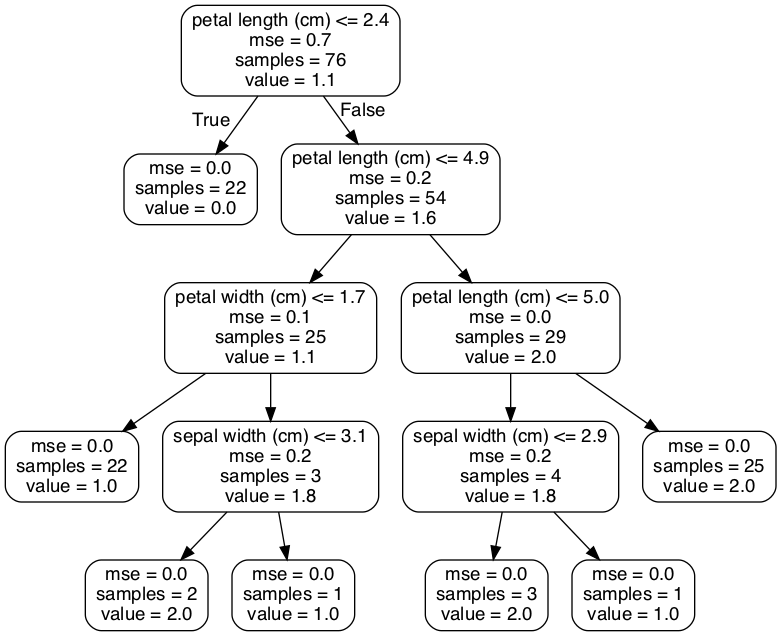 petal length (cm) <= 2.4
mse = 0.7
samples = 76
value = 1.1
True
False
mse = 0.0
samples = 22
value = 0.0
petal length (cm) <= 4.9
mse = 0.2
samples = 54
value = 1.6
petal width (cm) <= 1.7
mse = 0.1
samples = 25
value = 1.1
petal length (cm) <= 5.0
mse = 0.0
samples = 29
value = 2.0
mse = 0.0
samples = 22
value = 1.0
sepal width (cm) <= 3.1
mse = 0.2
samples = 3
value = 1.8
sepal width (cm) <= 2.9
mse = 0.2
samples = 4
value = 1.8
mse = 0.0
samples = 25
value = 2.0
mse = 0.0
samples = 2
value = 2.0
mse = 0.0
samples = 1
value = 1.0
mse = 0.0
samples = 3
value = 2.0
mse = 0.0
samples = 1
value = 1.0